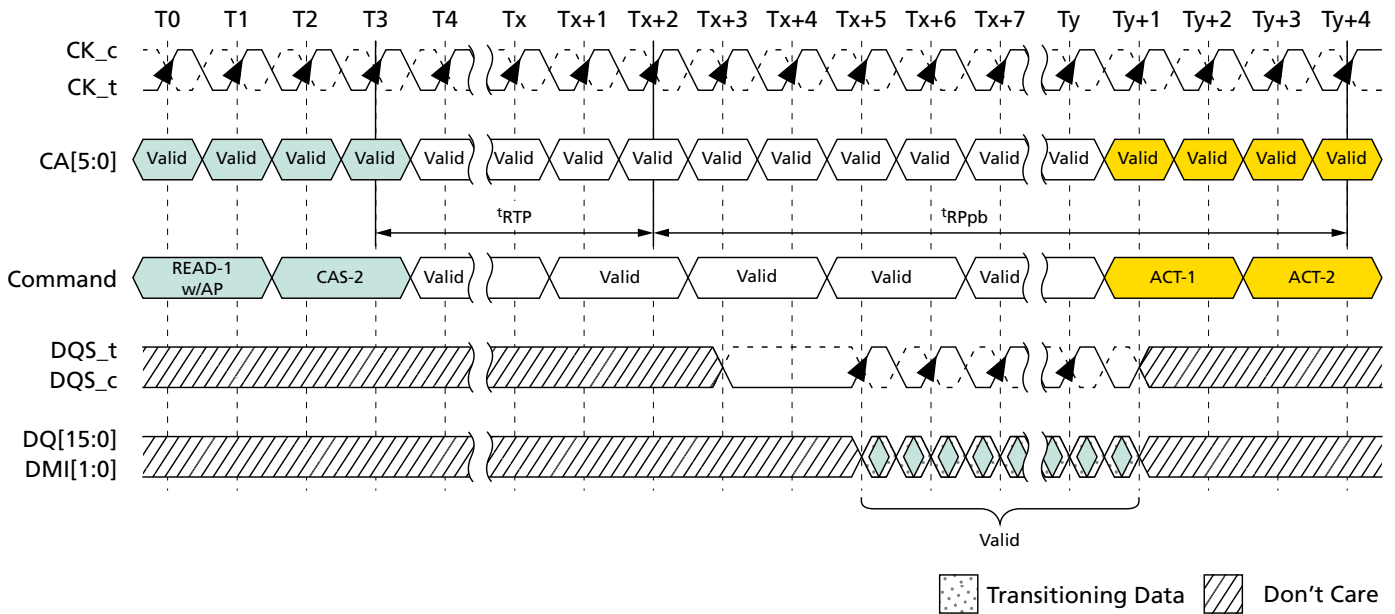 T0 T1 T2 T3 T4 Tx Tx+1 Tx+2 Tx+3 Tx+4 Tx+5 Tx+6 Tx+7 Ty Ty+1 Ty+2 Ty+3 Ty+4
CK_c
CK_t
CA[5:0] Valid Valid Valid Valid Valid Valid Valid Valid Valid Valid Valid Valid Valid Valid Valid Valid Valid Valid
tRTP tRPpb
Command READ-1 w/AP CAS-2 Valid Valid Valid Valid Valid ACT-1 ACT-2
DQS_t
DQS_c
DQ[15:0]
DMI[1:0]
Valid
Transitioning Data Don't Care